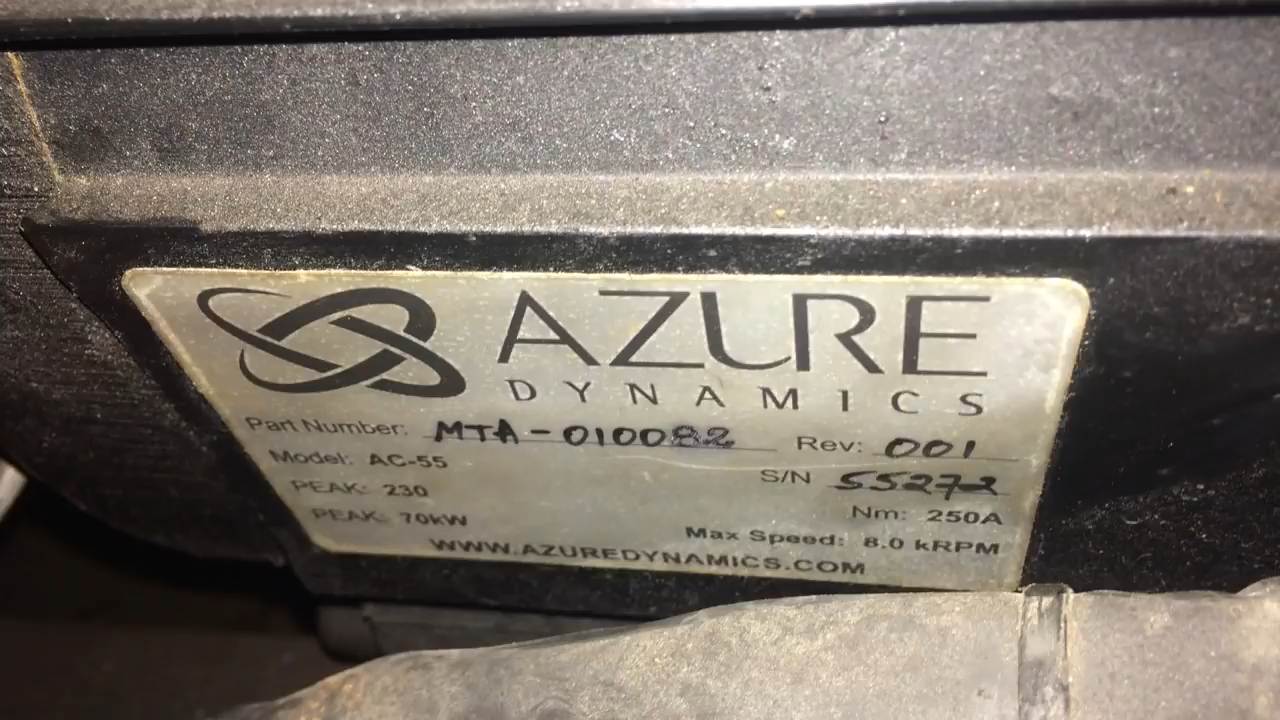 AZURE
DYNAMICS
Part Number: MTA-010082 Rev: 001
Model: AC-55 S/N 55272
PEAK: 230 Nm: 250A
PEAK: 70kW Max Speed: 8.0 kRPM
WWW.AZUREDYNAMICS.COM